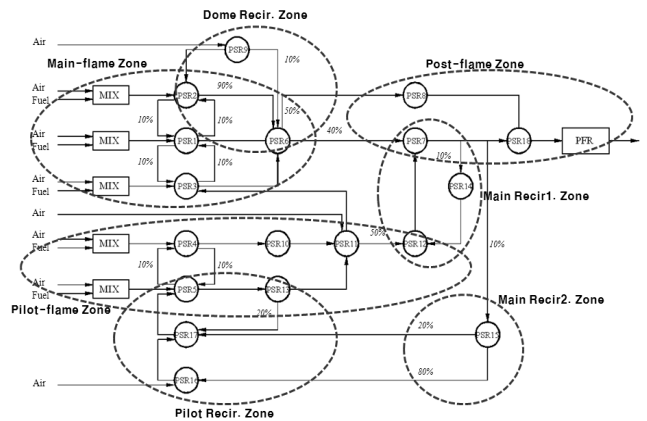 Dome Recir. Zone
Air
PSR9
10%
Main-flame Zone
Post-flame Zone
Air
Fuel
MIX
PSR2
90%
PSR8
50%
10%
10%
Air
Fuel
MIX
PSR1
PSR6
40%
PSR7
PSR18
PFR
10%
10%
10%
Air
Fuel
MIX
PSR3
PSR14
Main Recir1. Zone
Air
50%
Air
Fuel
MIX
PSR4
PSR10
PSR11
PSR12
10%
10%
10%
Air
Fuel
MIX
PSR5
PSR13
Pilot-flame Zone
Main Recir2. Zone
20%
PSR17
20%
PSR15
PSR16
80%
Air
Pilot Recir. Zone